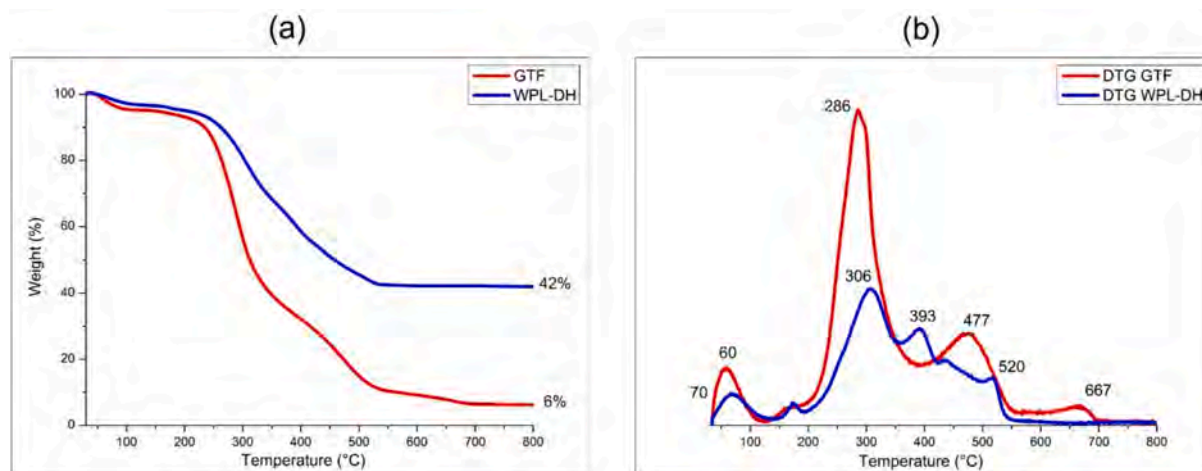 (a)
GTF
WPL-DH
100
80
60
40
20
0
42%
6%
Weight (%)
100 200 300 400 500 600 700 800
Temperature (°C)
(b)
DTG GTF
DTG WPL-DH
286
306
393
477
60
520
70
667
100 200 300 400 500 600 700 800
Temperature (°C)